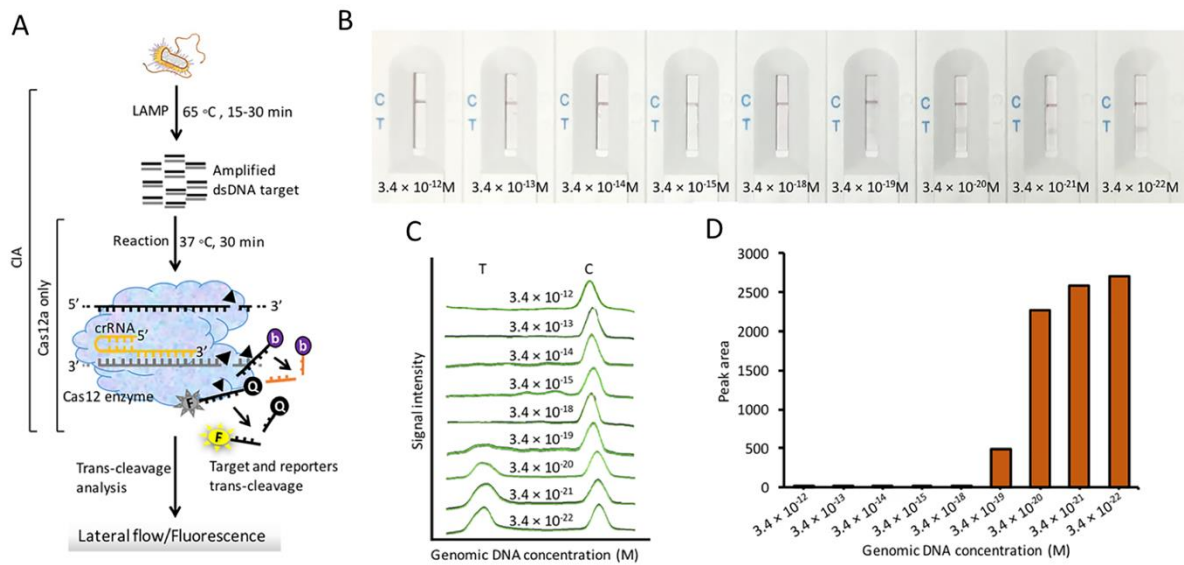 A
LAMP
65 °C , 15-30 min
Amplified
dsDNA target
Reaction
37 °C, 30 min
CIA
Cas12a only
5’
3’
crRNA
5’
3’
3’
b
b
Q
Q
Cas12 enzyme
F
F
Trans-cleavage
analysis
Target and reporters
trans-cleavage
Lateral flow/Fluorescence
B
C
T
C
T
C
T
C
T
C
T
C
T
C
T
C
T
C
T
3.4 × 10⁻¹²M
3.4 × 10⁻¹³M
3.4 × 10⁻¹⁴M
3.4 × 10⁻¹⁵M
3.4 × 10⁻¹⁸M
3.4 × 10⁻¹⁹M
3.4 × 10⁻²⁰M
3.4 × 10⁻²¹M
3.4 × 10⁻²²M
C
T
C
3.4 × 10⁻¹²
3.4 × 10⁻¹³
3.4 × 10⁻¹⁴
3.4 × 10⁻¹⁵
3.4 × 10⁻¹⁸
3.4 × 10⁻¹⁹
3.4 × 10⁻²⁰
3.4 × 10⁻²¹
3.4 × 10⁻²²
Signal intensity
Genomic DNA concentration (M)
D
3000
2500
2000
1500
1000
500
0
Peak area
3.4 × 10⁻¹²
3.4 × 10⁻¹³
3.4 × 10⁻¹⁴
3.4 × 10⁻¹⁵
3.4 × 10⁻¹⁸
3.4 × 10⁻¹⁹
3.4 × 10⁻²⁰
3.4 × 10⁻²¹
3.4 × 10⁻²²
Genomic DNA concentration (M)